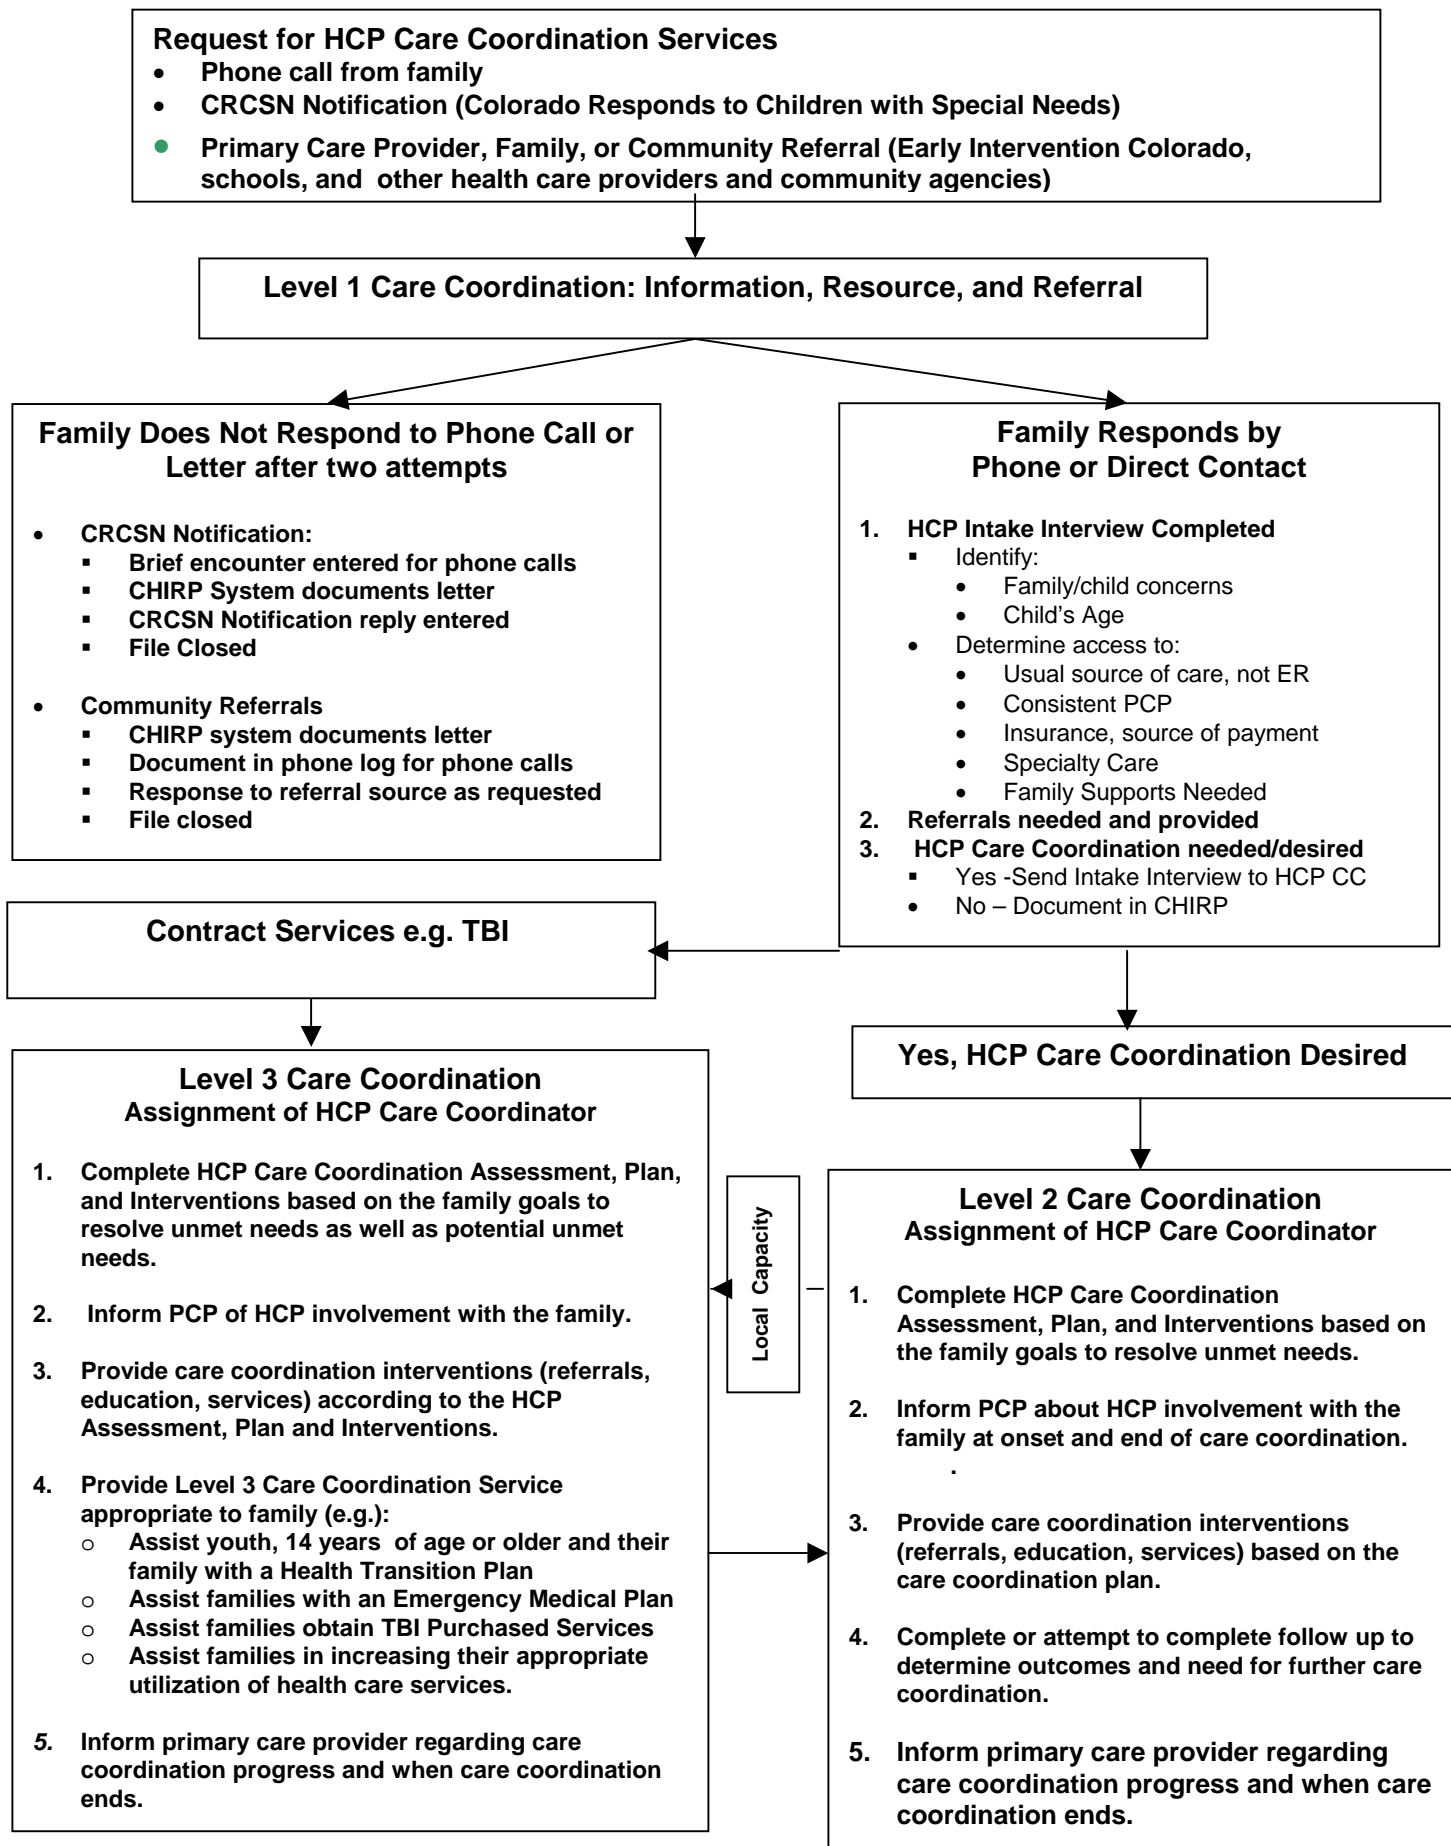 Request for HCP Care Coordination Services
• Phone call from family
• CRCSN Notification (Colorado Responds to Children with Special Needs)
• Primary Care Provider, Family, or Community Referral (Early Intervention Colorado,
schools, and other health care providers and community agencies)
Level 1 Care Coordination: Information, Resource, and Referral
Family Does Not Respond to Phone Call or
Letter after two attempts
• CRCSN Notification:
▪ Brief encounter entered for phone calls
▪ CHIRP System documents letter
▪ CRCSN Notification reply entered
▪ File Closed
• Community Referrals
▪ CHIRP system documents letter
▪ Document in phone log for phone calls
▪ Response to referral source as requested
▪ File closed
Family Responds by
Phone or Direct Contact
1. HCP Intake Interview Completed
▪ Identify:
• Family/child concerns
• Child's Age
• Determine access to:
• Usual source of care, not ER
• Consistent PCP
• Insurance, source of payment
• Specialty Care
• Family Supports Needed
2. Referrals needed and provided
3. HCP Care Coordination needed/desired
▪ Yes -Send Intake Interview to HCP CC
• No – Document in CHIRP
Contract Services e.g. TBI
Yes, HCP Care Coordination Desired
Level 3 Care Coordination
Assignment of HCP Care Coordinator
1. Complete HCP Care Coordination Assessment, Plan,
and Interventions based on the family goals to
resolve unmet needs as well as potential unmet
needs.
2. Inform PCP of HCP involvement with the family.
3. Provide care coordination interventions (referrals,
education, services) according to the HCP
Assessment, Plan and Interventions.
4. Provide Level 3 Care Coordination Service
appropriate to family (e.g.):
o Assist youth, 14 years of age or older and their
family with a Health Transition Plan
o Assist families with an Emergency Medical Plan
o Assist families obtain TBI Purchased Services
o Assist families in increasing their appropriate
utilization of health care services.
5. Inform primary care provider regarding care
coordination progress and when care coordination
ends.
Local Capacity
Level 2 Care Coordination
Assignment of HCP Care Coordinator
1. Complete HCP Care Coordination
Assessment, Plan, and Interventions based on
the family goals to resolve unmet needs.
2. Inform PCP about HCP involvement with the
family at onset and end of care coordination.
.
3. Provide care coordination interventions
(referrals, education, services) based on the
care coordination plan.
4. Complete or attempt to complete follow up to
determine outcomes and need for further care
coordination.
5. Inform primary care provider regarding
care coordination progress and when care
coordination ends.